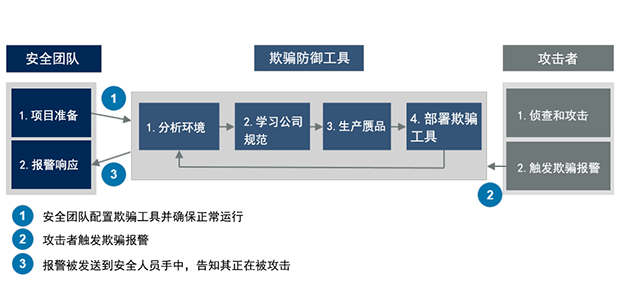 安全团队
欺骗防御工具
攻击者
1. 项目准备
2. 报警响应
1
3
1. 分析环境
2. 学习公司
规范
3. 生产赝品
4. 部署欺骗
工具
1. 侦查和攻击
2. 触发欺骗报警
2
1 安全团队配置欺骗工具并确保正常运行
2 攻击者触发欺骗报警
3 报警被发送到安全人员手中，告知其正在被攻击